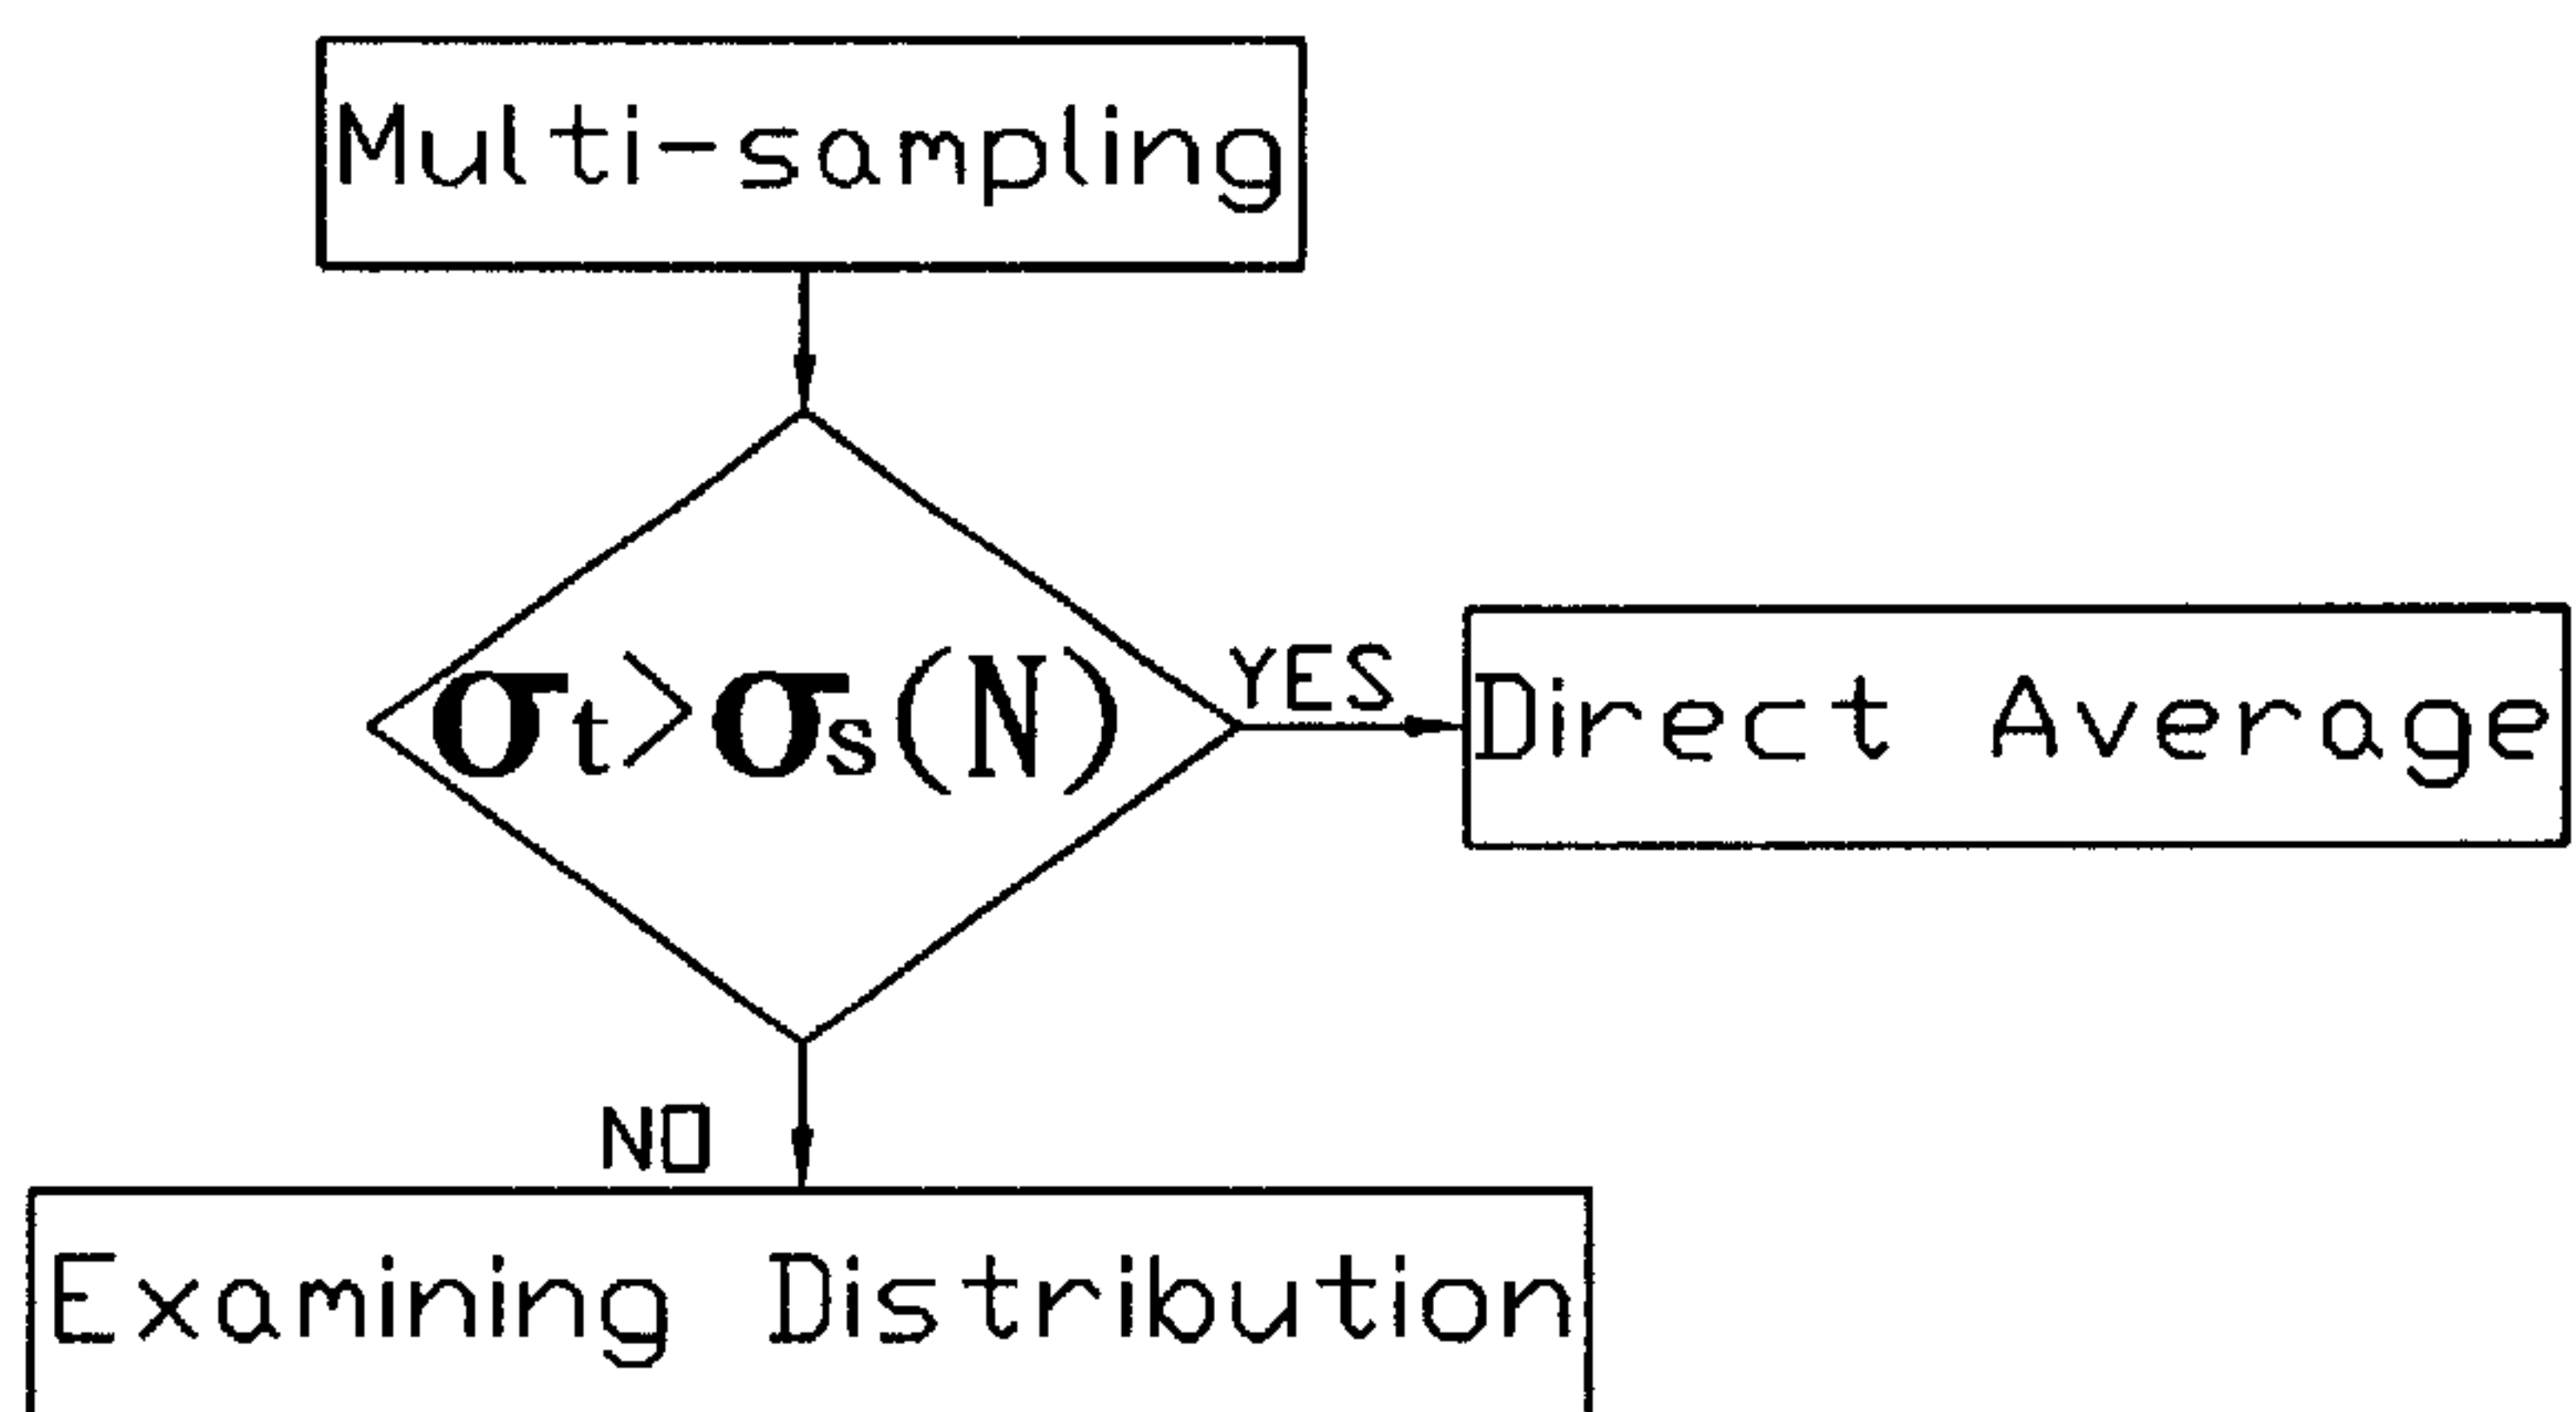 Multi-sampling
σt>σs(N)
YES
Direct Average
NO
Examining Distribution